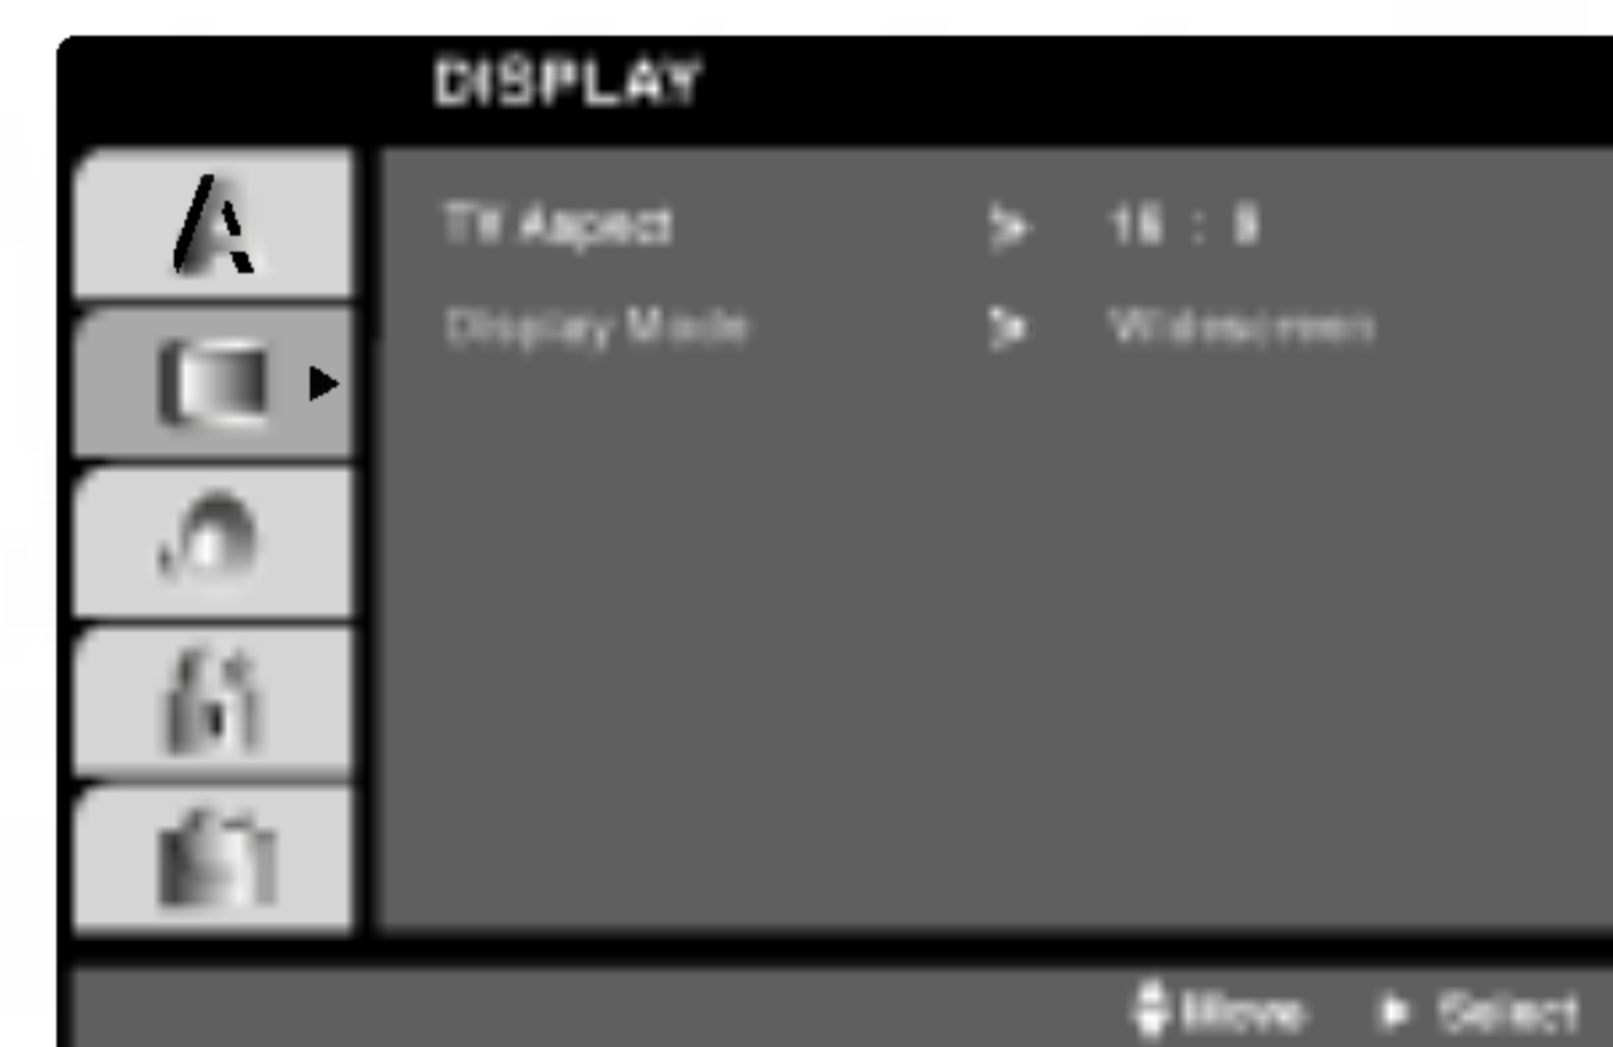 DISPLAY
A
TV Aspect > 16 : 9
Display Mode > Widescreen
Move ► Select